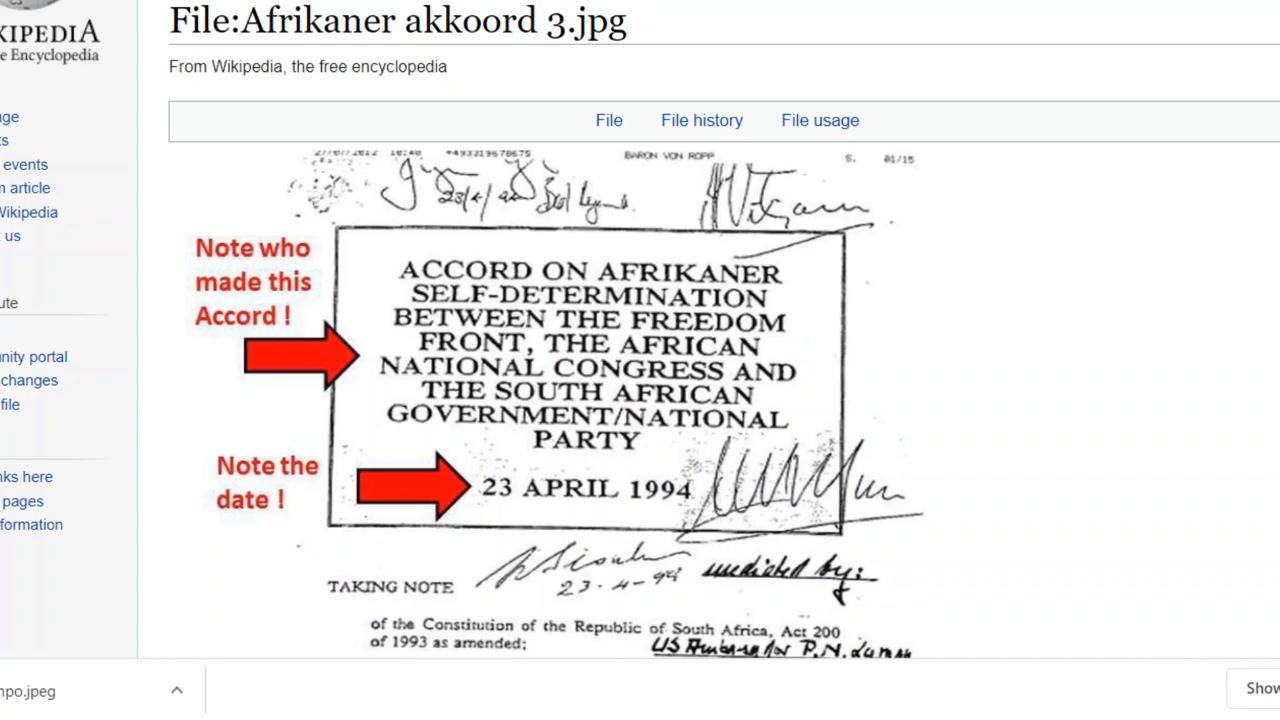 File:Afrikaner akkoord 3.jpg
KIPEDIA
e Encyclopedia
From Wikipedia, the free encyclopedia
File File history File usage
events
article
Wikipedia
us
ute
nity portal
changes
file
nks here
pages
formation
BARON VON ROPP S. 01/15
Note who
made this
Accord !
ACCORD ON AFRIKANER
SELF-DETERMINATION
BETWEEN THE FREEDOM
FRONT, THE AFRICAN
NATIONAL CONGRESS AND
THE SOUTH AFRICAN
GOVERNMENT/NATIONAL
PARTY
Note the
date !
23 APRIL 1994
23-4-94
mediated by:
TAKING NOTE
of the Constitution of the Republic of South Africa, Act 200
of 1993 as amended;
US Ambassador P.N.
npo.jpeg
Show